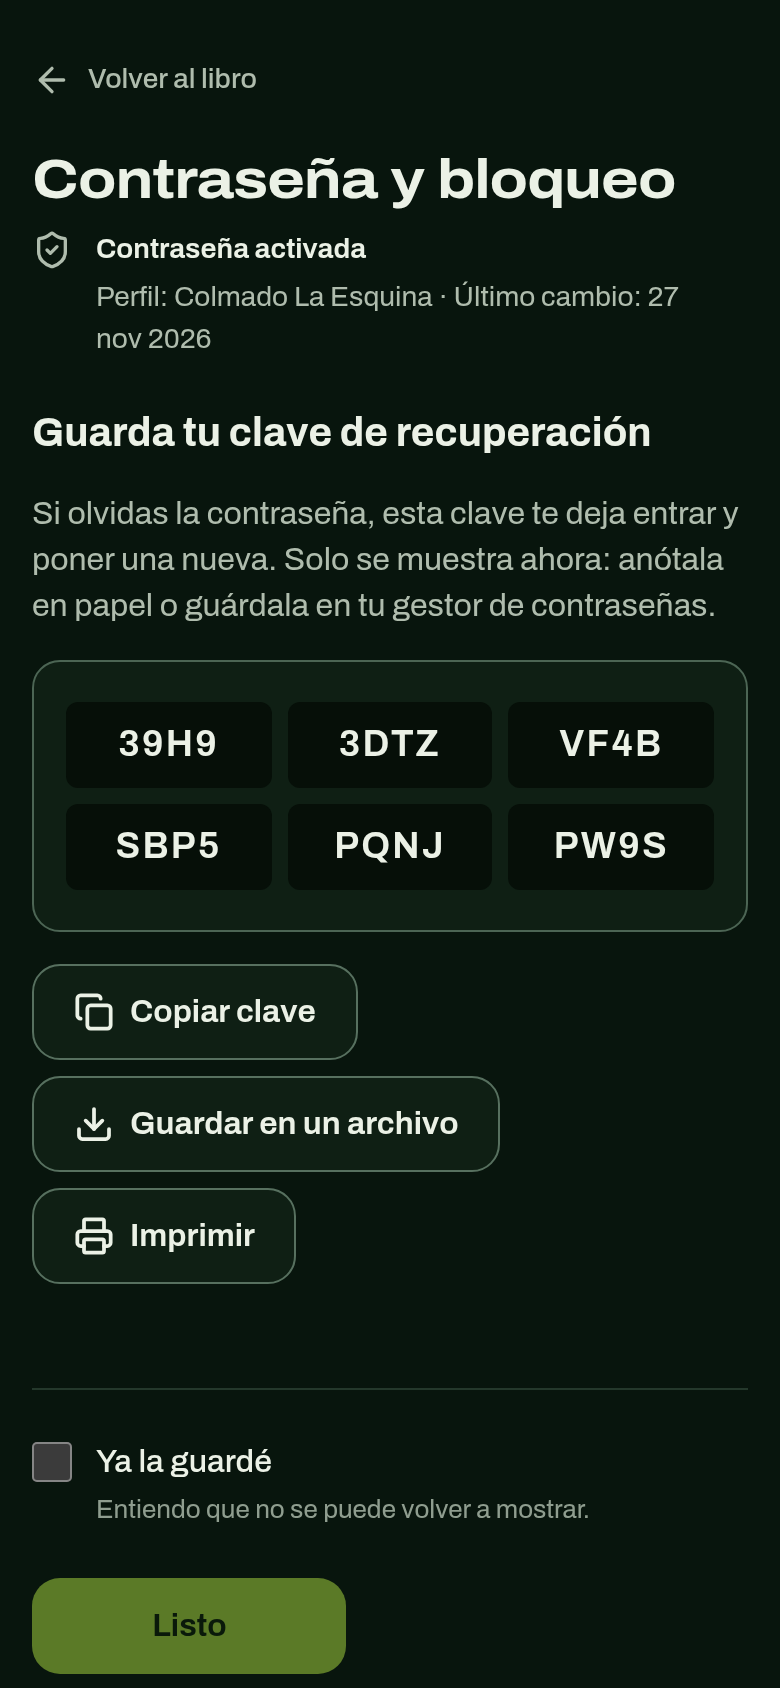 Volver al libro
Contraseña y bloqueo
Contraseña activada
Perfil: Colmado La Esquina · Último cambio: 27
nov 2026
Guarda tu clave de recuperación
Si olvidas la contraseña, esta clave te deja entrar y
poner una nueva. Solo se muestra ahora: anótala
en papel o guárdala en tu gestor de contraseñas.
39H9 3DTZ VF4B
SBP5 PQNJ PW9S
Copiar clave
Guardar en un archivo
Imprimir
Ya la guardé
Entiendo que no se puede volver a mostrar.
Listo